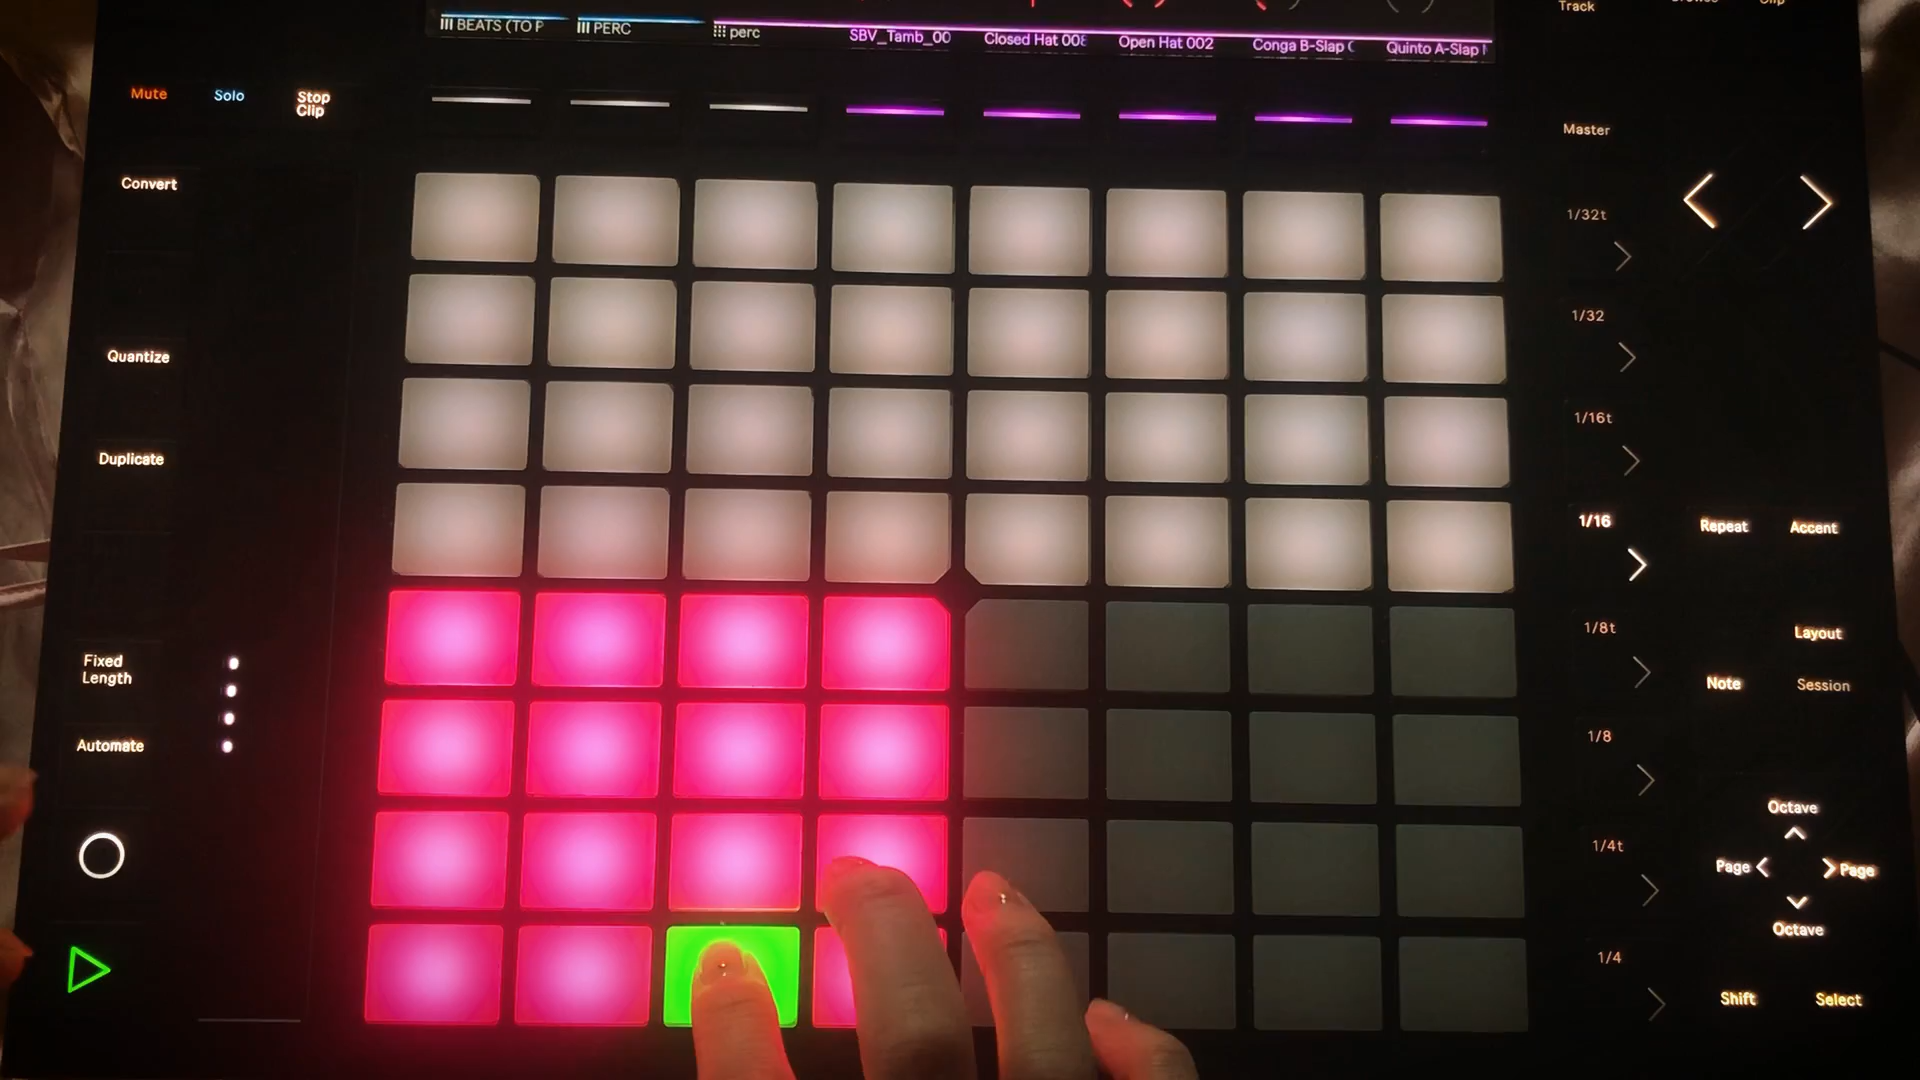 Track
Clip
BEATS (TO P
PERC
perc
SBV_Tamb_00
Closed Hat 008
Open Hat 002
Conga B-Slap
Quinto A-Slap
Mute
Solo
Stop
Clip
Master
Convert
1/32t
1/32
Quantize
1/16t
Duplicate
1/16
Repeat
Accent
1/8t
Layout
Fixed
Length
Note
Session
1/8
Automate
Octave
1/4t
Page
Page
Octave
1/4
Shift
Select